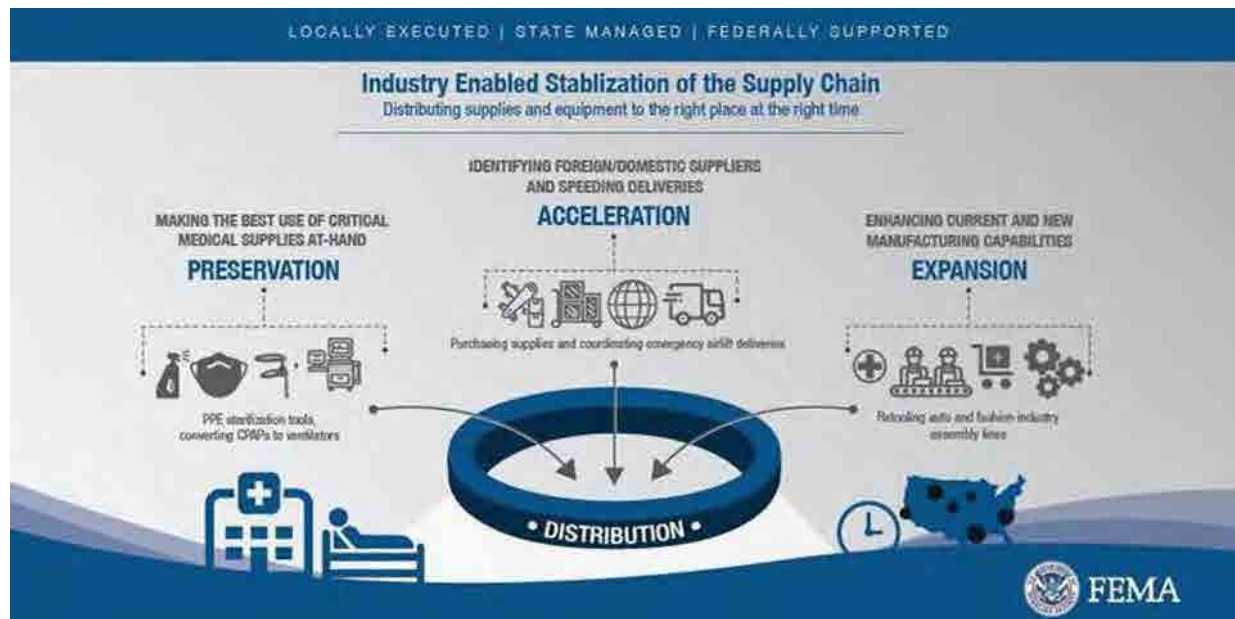 LOCALLY EXECUTED | STATE MANAGED | FEDERALLY SUPPORTED
Industry Enabled Stablization of the Supply Chain
Distributing supplies and equipment to the right place at the right time
MAKING THE BEST USE OF CRITICAL
MEDICAL SUPPLIES AT-HAND
PRESERVATION
PPE sterilization tools,
converting CPAPs to ventilators
IDENTIFYING FOREIGN/DOMESTIC SUPPLIERS
AND SPEEDING DELIVERIES
ACCELERATION
Purchasing supplies and coordinating emergency airlift deliveries
ENHANCING CURRENT AND NEW
MANUFACTURING CAPABILITIES
EXPANSION
Retooling auto and fashion industry
assembly lines
• DISTRIBUTION •
FEMA